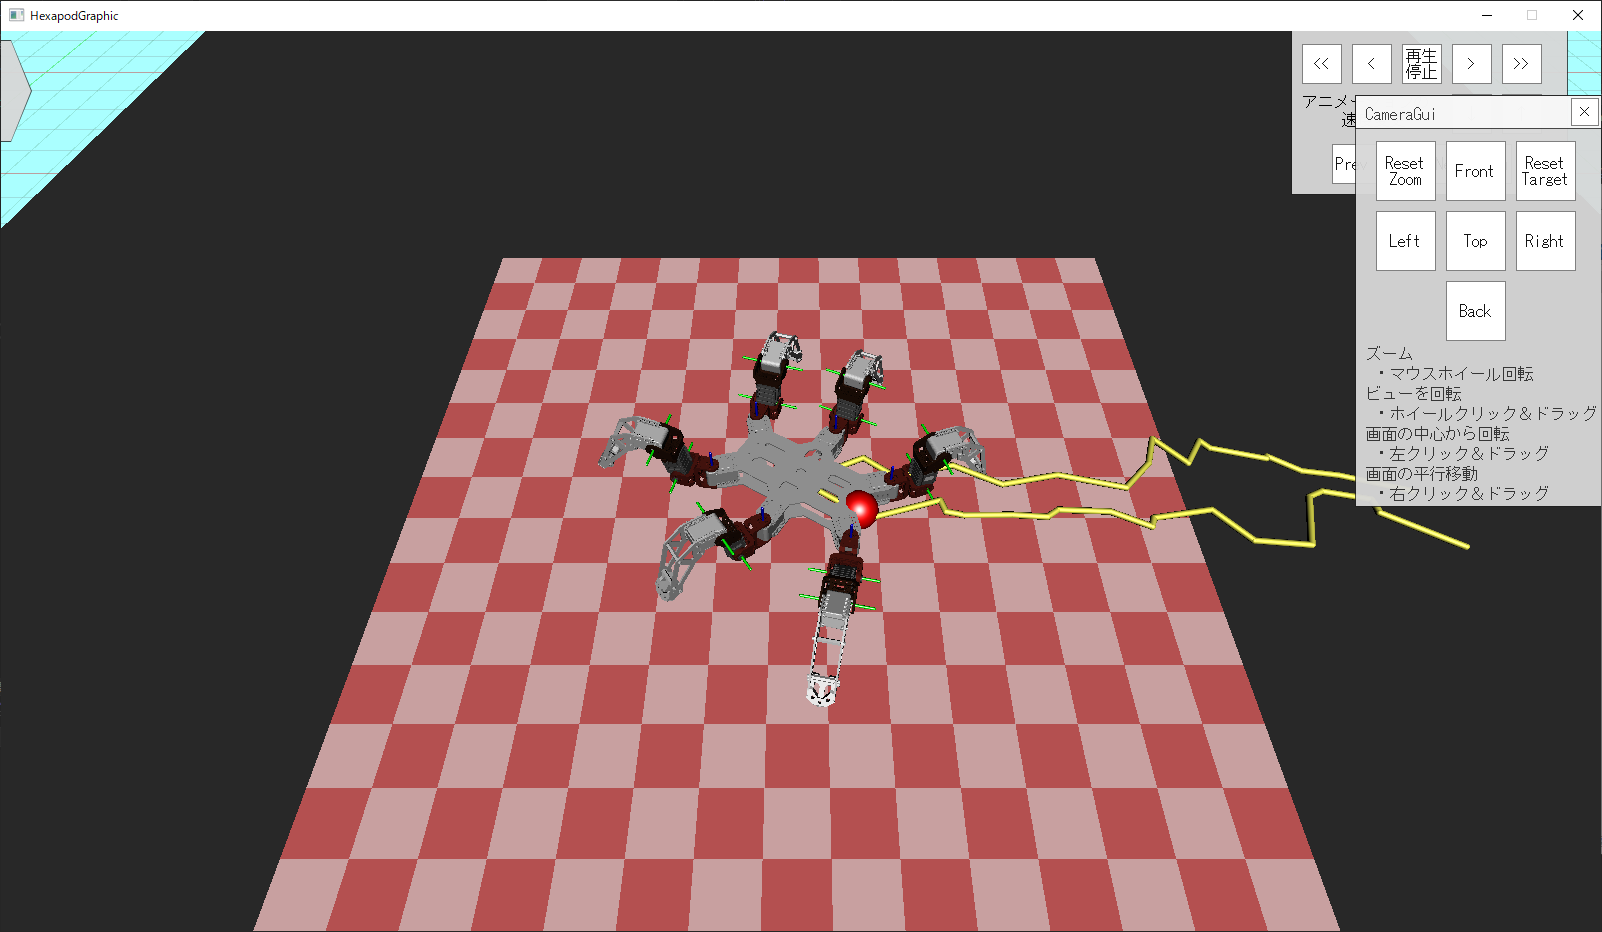 HexapodGraphic
<<
<
再生
停止
>
>>
アニメ
速
Prev
CameraGui
Reset
Zoom
Front
Reset
Target
Left
Top
Right
Back
ズーム
・マウスホイール回転
ビューを回転
・ホイールクリック＆ドラッグ
画面の中心から回転
・左クリック＆ドラッグ
画面の平行移動
・右クリック＆ドラッグ